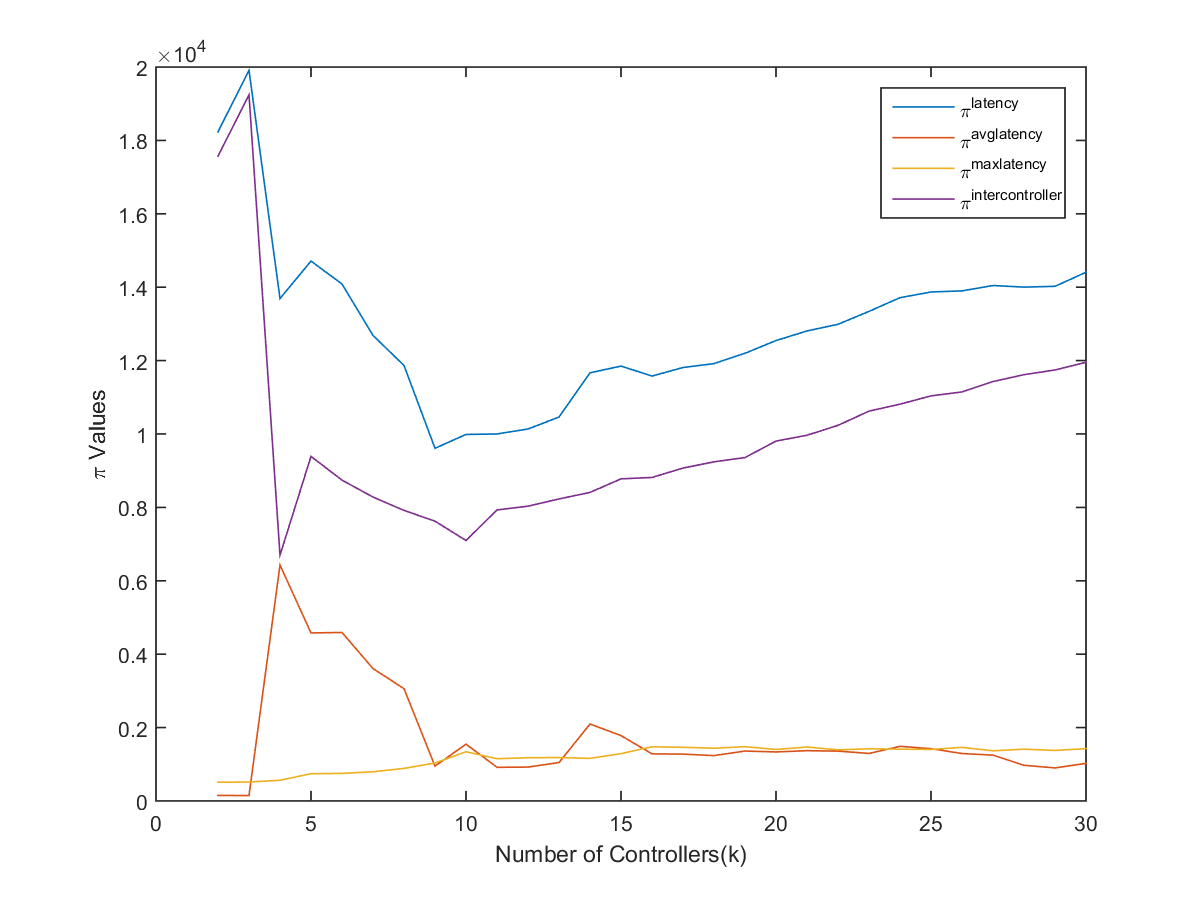 ×10^4
2
1.8
1.6
1.4
1.2
1
0.8
0.6
0.4
0.2
0
π Values
0 5 10 15 20 25 30
Number of Controllers(k)
π^latency
π^avglatency
π^maxlatency
π^intercontroller